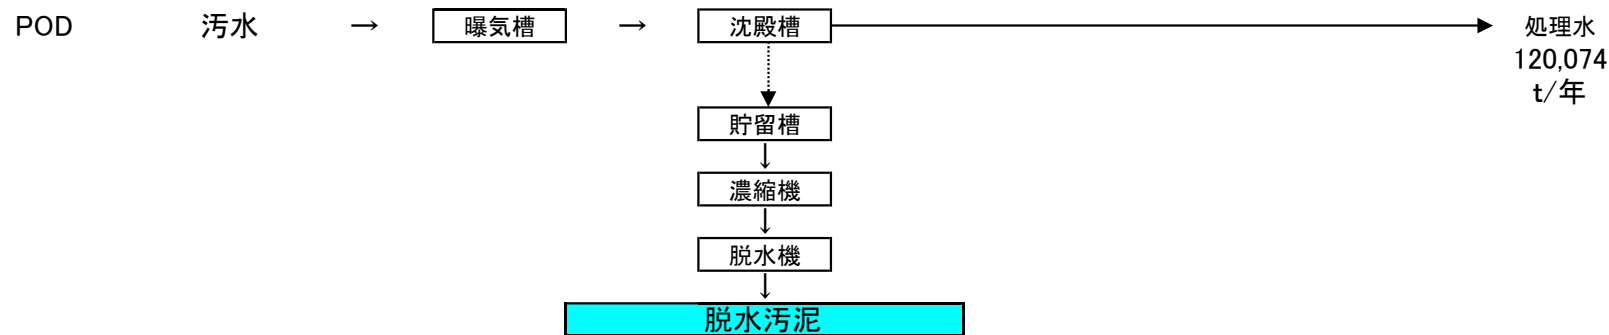 POD 汚水 → 曝気槽 → 沈殿槽 処理水
120,074
t/年
貯留槽
↓
濃縮機
↓
脱水機
↓
脱水汚泥